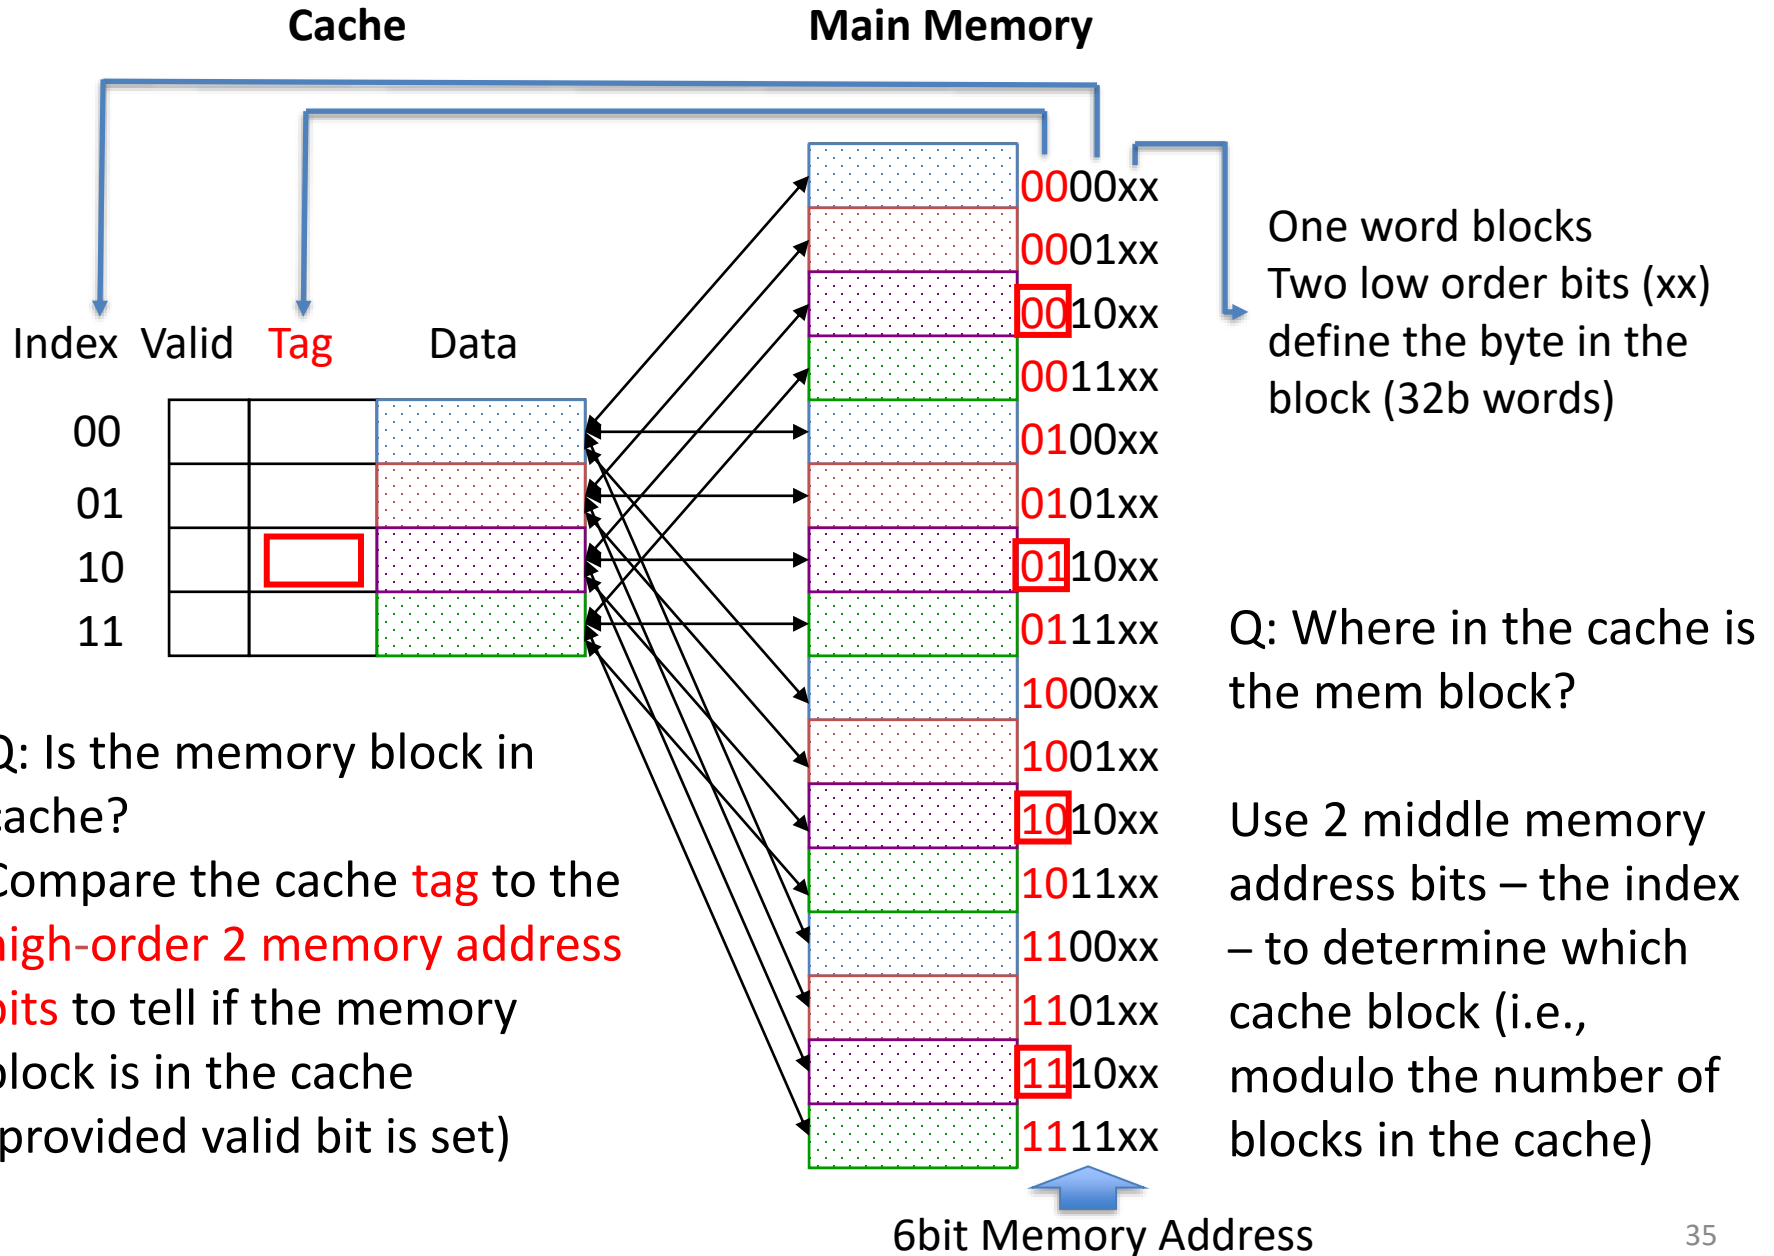 Cache
Main Memory
Index Valid Tag Data
00
01
10
11
0000xx
0001xx
0010xx
0011xx
0100xx
0101xx
0110xx
0111xx
1000xx
1001xx
1010xx
1011xx
1100xx
1101xx
1110xx
1111xx
6bit Memory Address
One word blocks
Two low order bits (xx)
define the byte in the
block (32b words)
Q: Where in the cache is
the mem block?
Use 2 middle memory
address bits – the index
– to determine which
cache block (i.e.,
modulo the number of
blocks in the cache)
Q: Is the memory block in
cache?
Compare the cache tag to the
high-order 2 memory address
bits to tell if the memory
block is in the cache
provided valid bit is set)
35